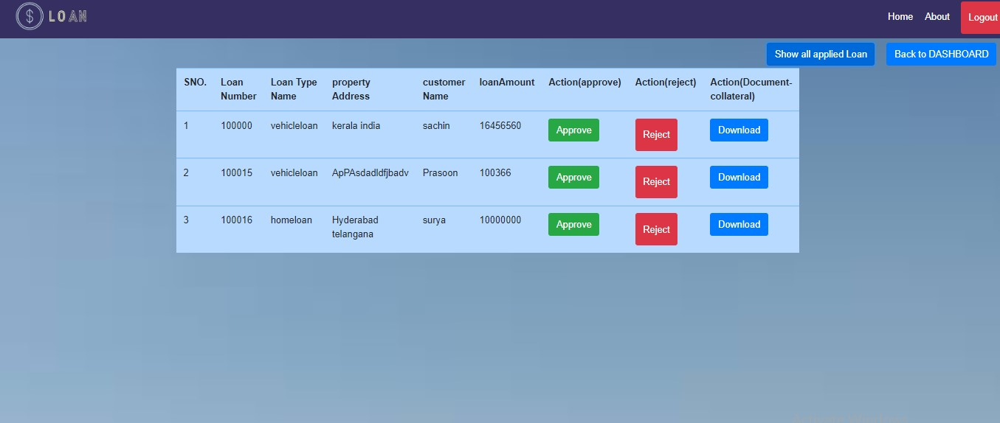 LOAN
Home About Logout
Show all applied Loan Back to DASHBOARD
SNO. Loan Number Loan Type Name property Address customer Name loanAmount Action(approve) Action(reject) Action(Document-collateral)
1 100000 vehicleloan kerala india sachin 16456560 Approve Reject Download
2 100015 vehicleloan ApPAsdadldfjbadv Prasoon 100366 Approve Reject Download
3 100016 homeloan Hyderabad telangana surya 10000000 Approve Reject Download